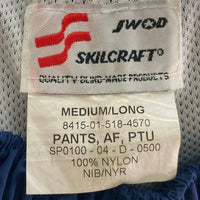 JWOD
SKILCRAFT®
QUALITY BLIND-MADE PRODUCTS
MEDIUM/LONG
8415-01-518-4570
PANTS, AF, PTU
SP0100 - 04 - D - 0500
100% NYLON
NIB/NYR